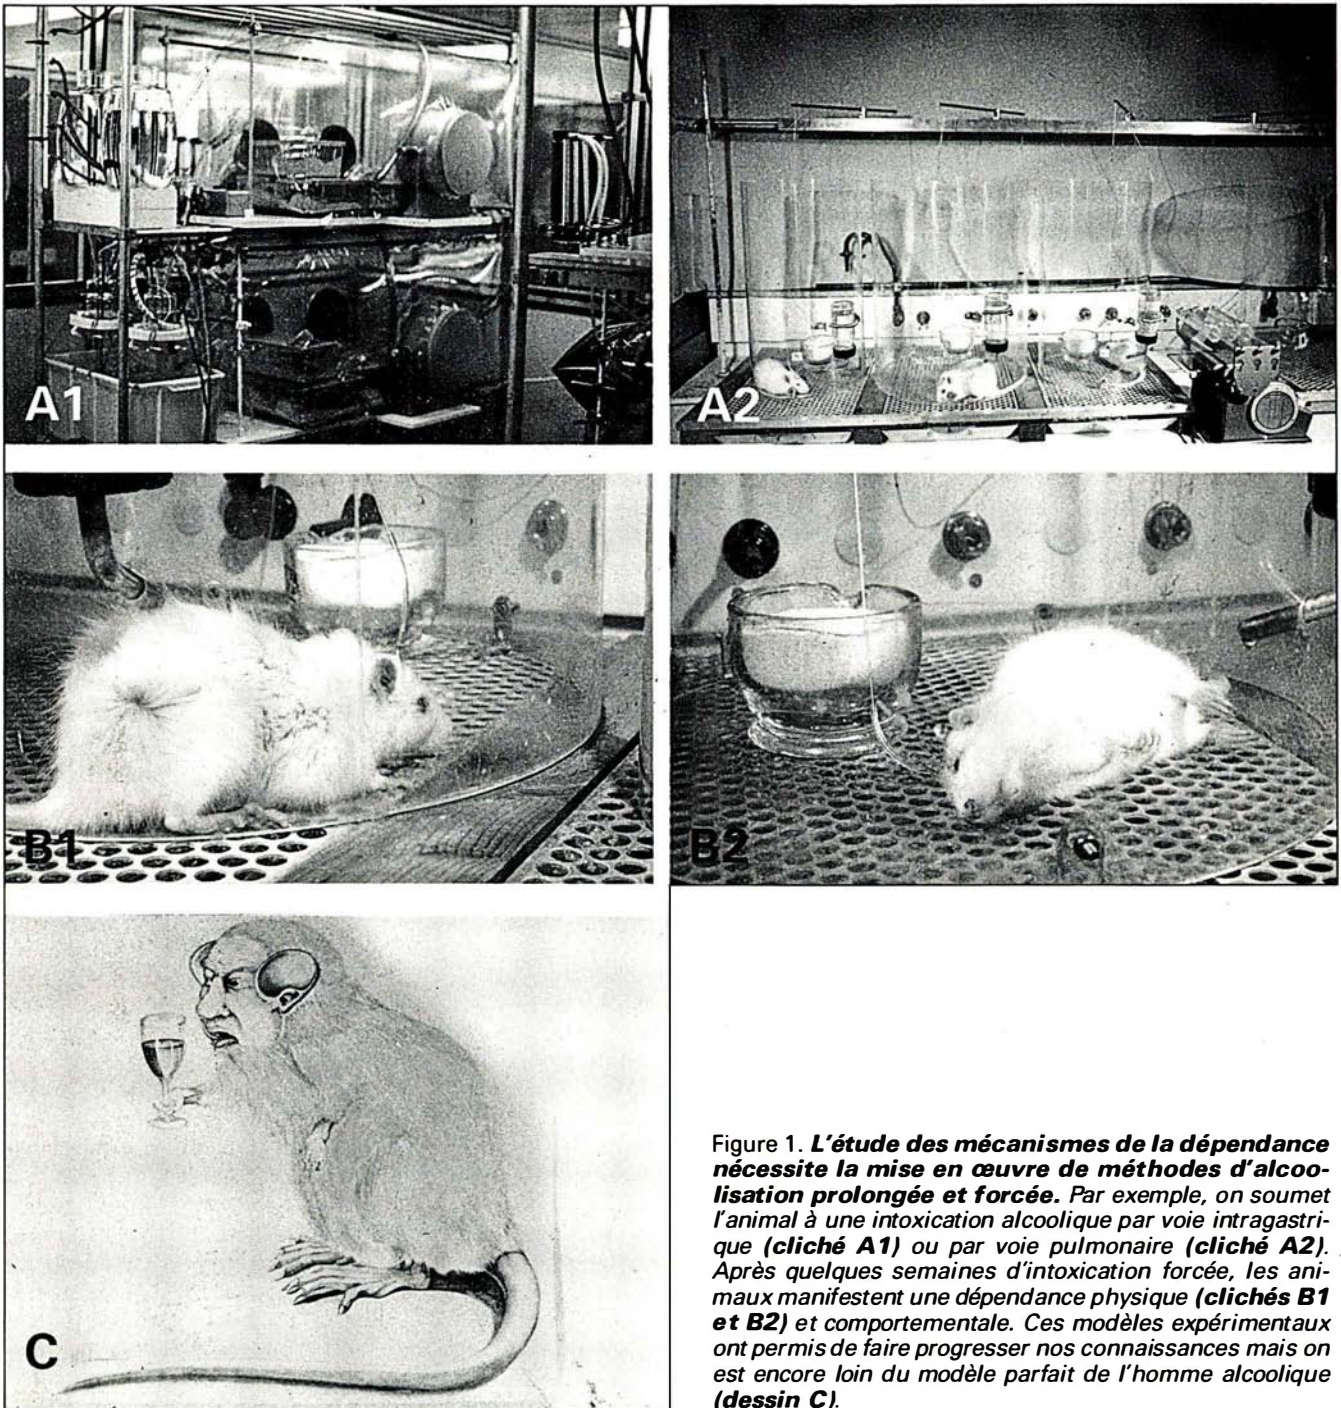 A1
A2
B1
B2
C
Figure 1. L'étude des mécanismes de la dépendance
nécessite la mise en œuvre de méthodes d'alcoo-
lisation prolongée et forcée. Par exemple, on soumet
l'animal à une intoxication alcoolique par voie intragastri-
que (cliché A1) ou par voie pulmonaire (cliché A2).
Après quelques semaines d'intoxication forcée, les ani-
maux manifestent une dépendance physique (clichés B1
et B2) et comportementale. Ces modèles expérimentaux
ont permis de faire progresser nos connaissances mais on
est encore loin du modèle parfait de l'homme alcoolique
(dessin C).